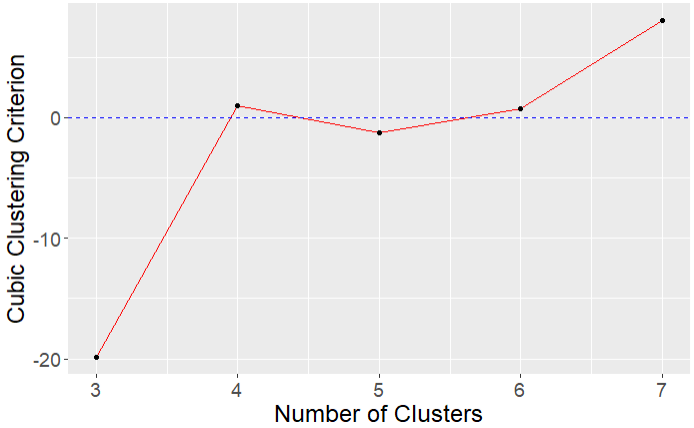 Cubic Clustering Criterion
0
-10
-20
3 4 5 6 7
Number of Clusters